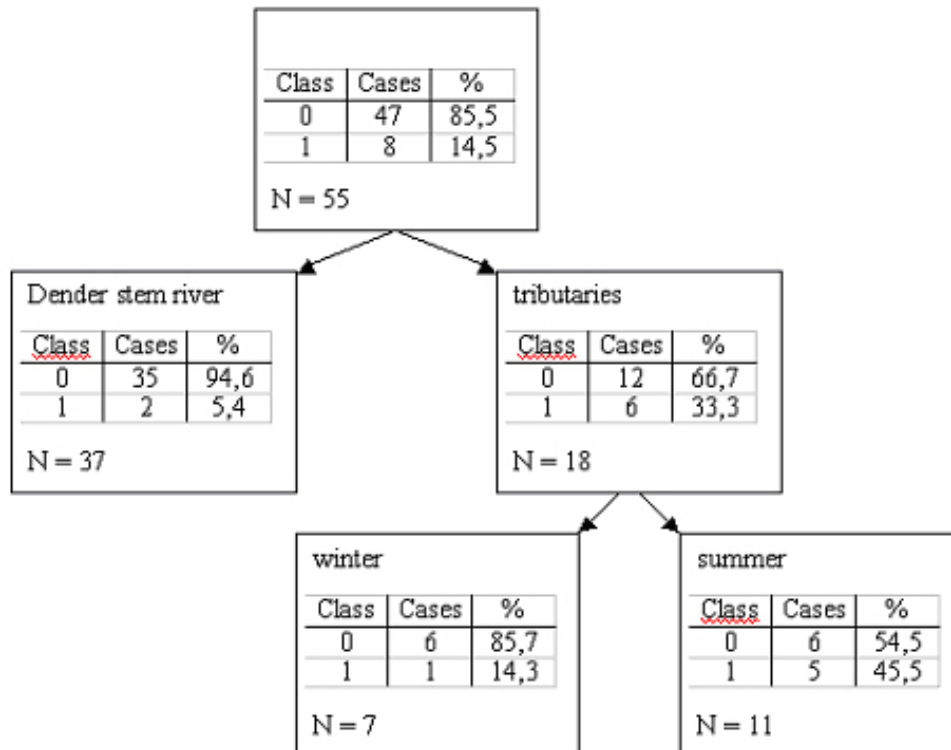 Class Cases %
0 47 85,5
1 8 14,5
N = 55
Dender stem river
Class Cases %
0 35 94,6
1 2 5,4
N = 37
tributaries
Class Cases %
0 12 66,7
1 6 33,3
N = 18
winter
Class Cases %
0 6 85,7
1 1 14,3
N = 7
summer
Class Cases %
0 6 54,5
1 5 45,5
N = 11